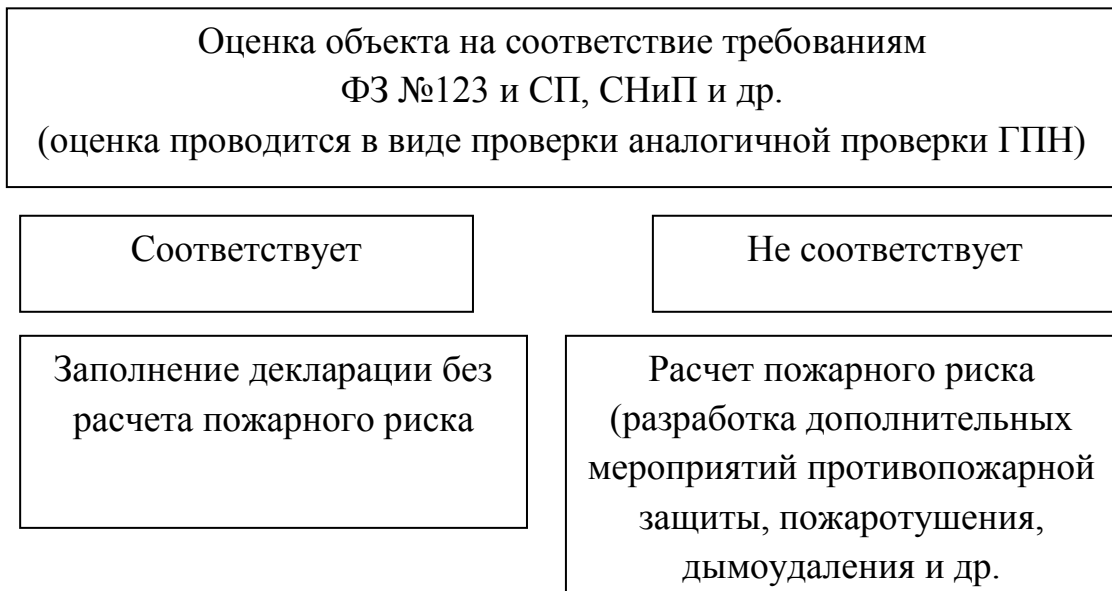 Оценка объекта на соответствие требованиям
ФЗ №123 и СП, СНиП и др.
(оценка проводится в виде проверки аналогичной проверки ГПН)
Соответствует
Не соответствует
Заполнение декларации без
расчета пожарного риска
Расчет пожарного риска
(разработка дополнительных
мероприятий противопожарной
защиты, пожаротушения,
дымоудаления и др.